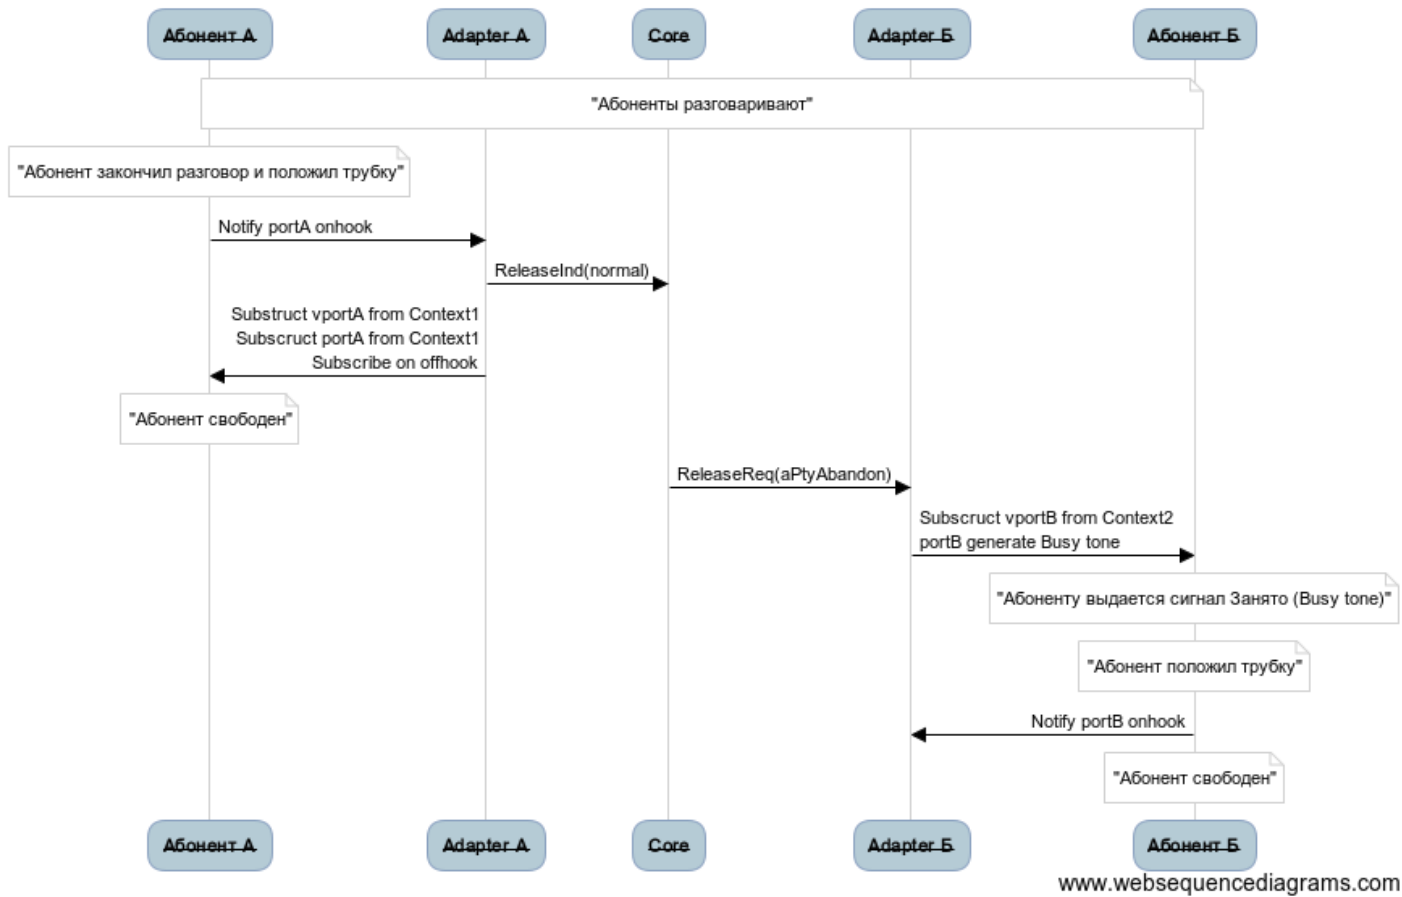 Абонент А
Adapter А
Core
Adapter Б
Абонент Б
"Абоненты разговаривают"
"Абонент закончил разговор и положил трубку"
Notify portA onhook
ReleaseInd(normal)
Substruct vportA from Context1
Subscruct portA from Context1
Subscribe on offhook
"Абонент свободен"
ReleaseReq(aPtyAbandon)
Subscruct vportB from Context2
portB generate Busy tone
"Абоненту выдается сигнал Занято (Busy tone)"
"Абонент положил трубку"
Notify portB onhook
"Абонент свободен"
Абонент А
Adapter А
Core
Adapter Б
Абонент Б
www.websequencediagrams.com